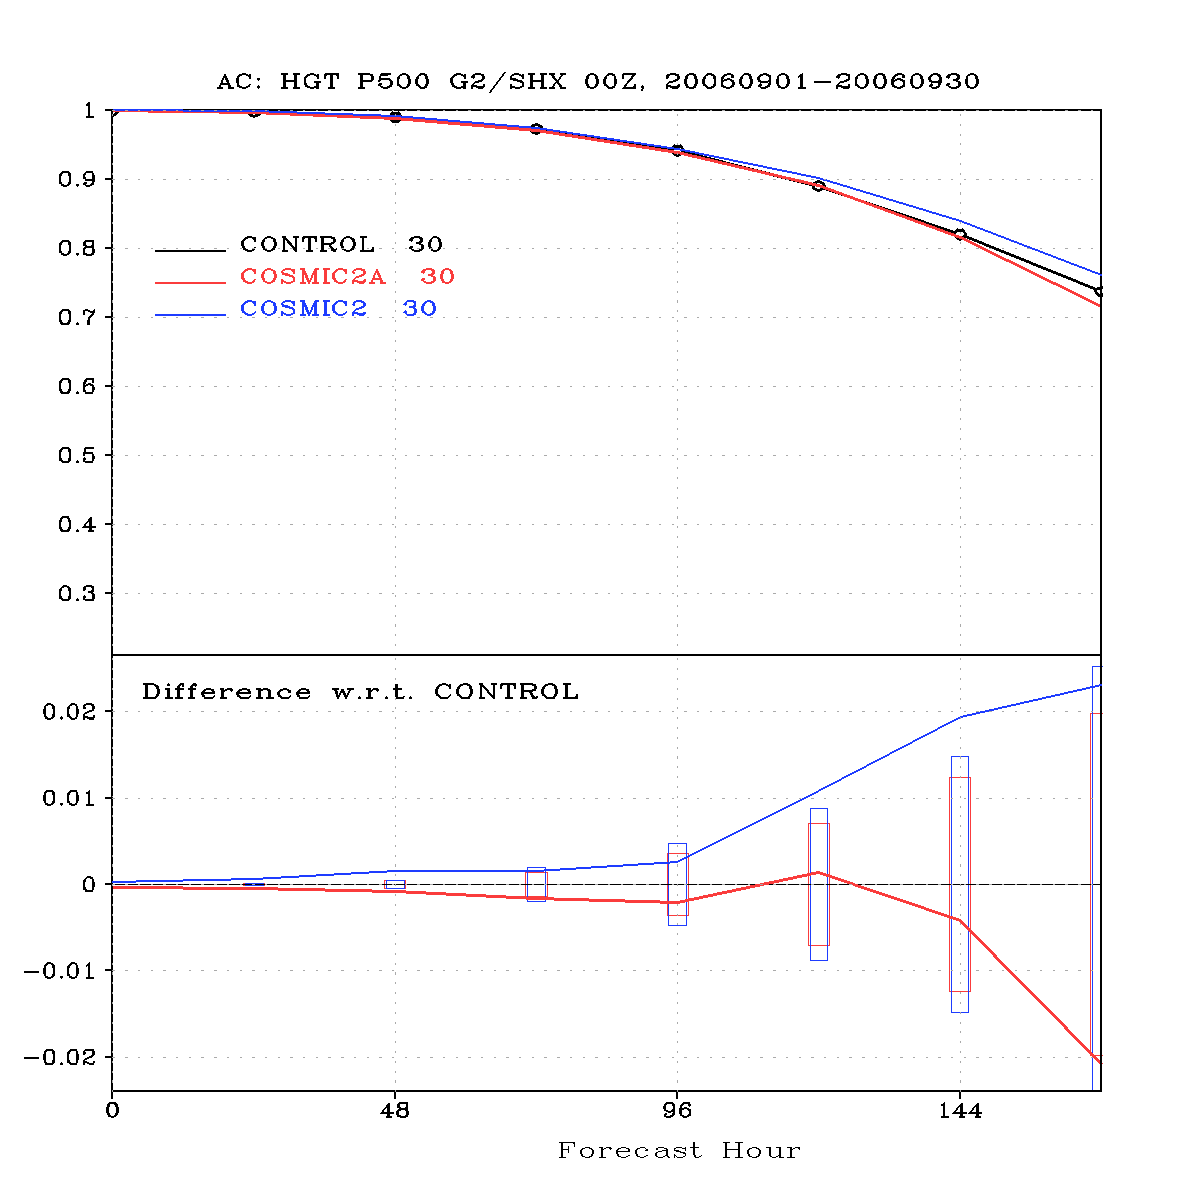 AC: HGT P500 G2/SHX 00Z, 20060901-20060930
1
0.9
0.8
CONTROL 30
COSMIC2A 30
COSMIC2 30
0.7
0.6
0.5
0.4
0.3
Difference w.r.t. CONTROL
0.02
0.01
0
-0.01
-0.02
0 48 96 144
Forecast Hour